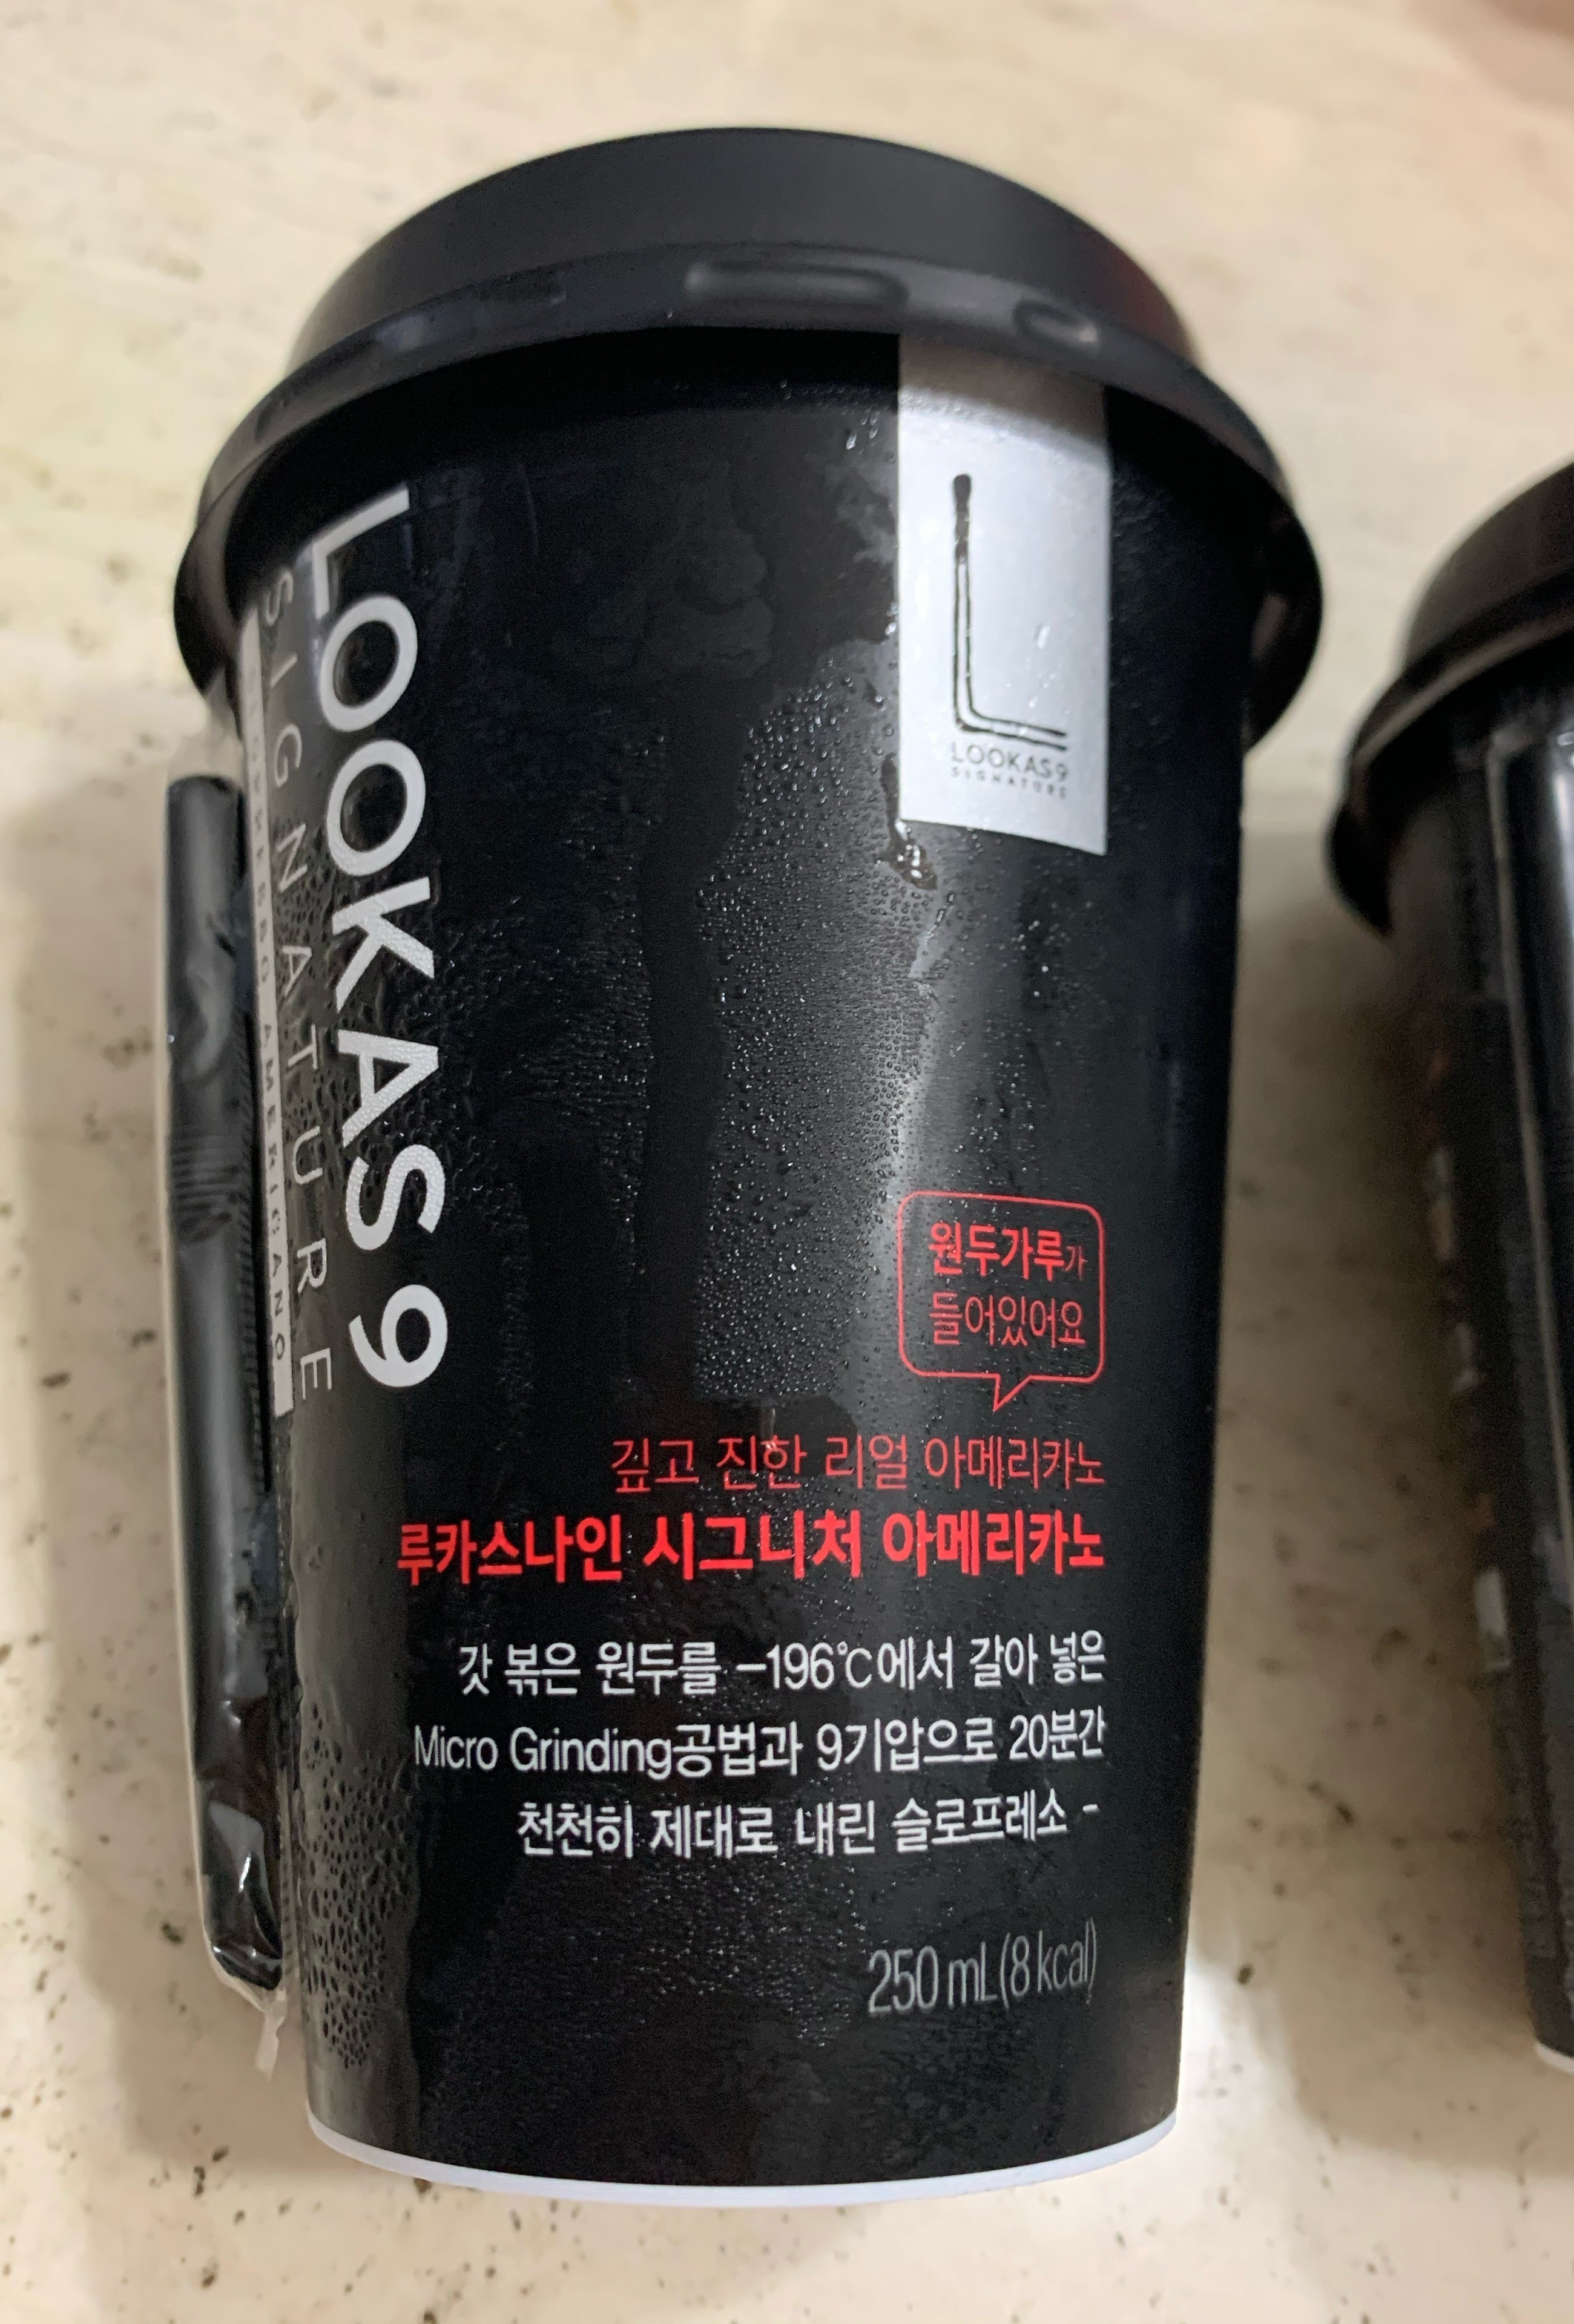 LOOKAS 9
SIGNATURE
AMERICANO
LOOKAS9
SIGNATURE
원두가루가
들어있어요
깊고 진한 리얼 아메리카노
루카스나인 시그니처 아메리카노
갓 볶은 원두를 -196℃에서 갈아 넣은
Micro Grinding공법과 9기압으로 20분간
천천히 제대로 내린 슬로프레소 -
250 mL(8 kcal)